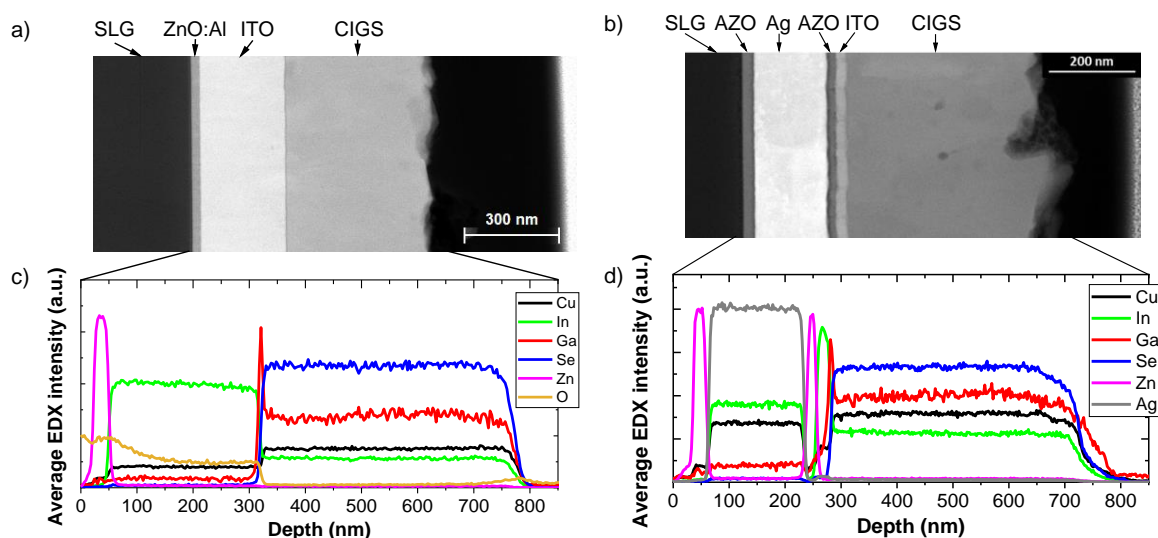 a)
SLG ZnO:Al ITO CIGS
300 nm
b)
SLG AZO Ag AZO ITO CIGS
200 nm
c)
Average EDX intensity (a.u.)
Cu
In
Ga
Se
Zn
O
0 100 200 300 400 500 600 700 800
Depth (nm)
d)
Average EDX intensity (a.u.)
Cu
In
Ga
Se
Zn
Ag
0 100 200 300 400 500 600 700 800
Depth (nm)